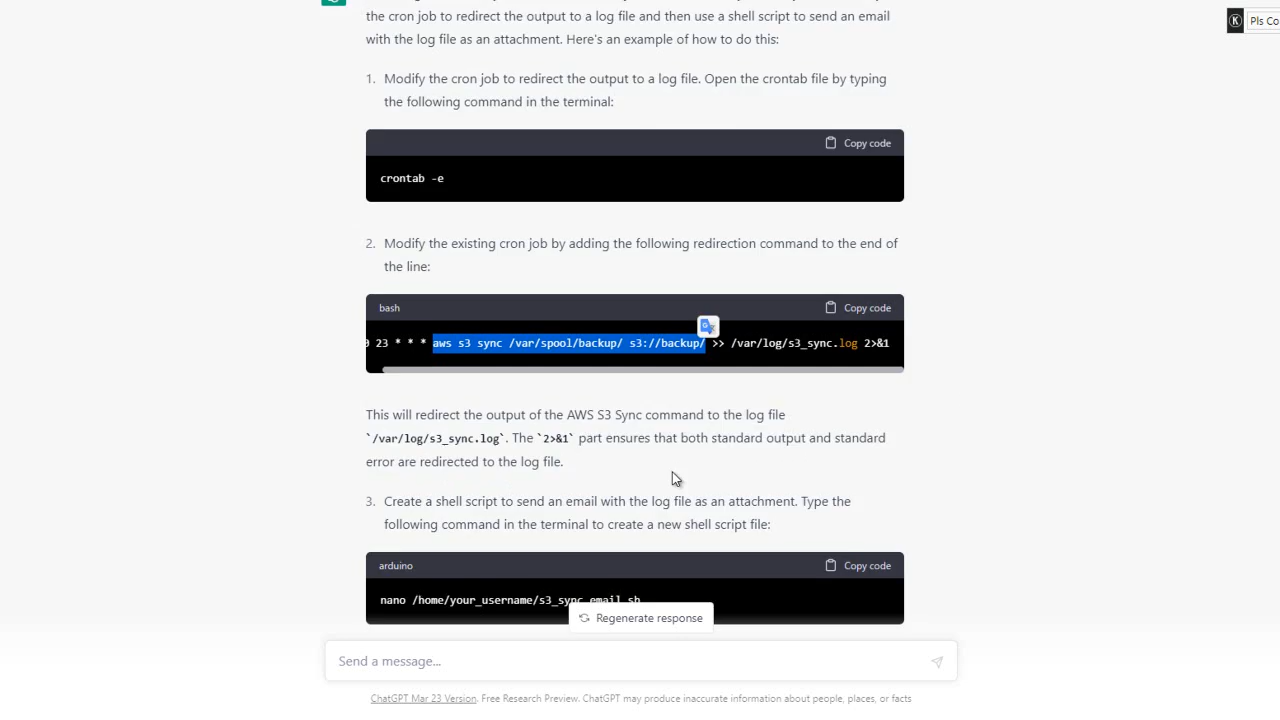 Pls Co
the cron job to redirect the output to a log file and then use a shell script to send an email
with the log file as an attachment. Here's an example of how to do this:
1. Modify the cron job to redirect the output to a log file. Open the crontab file by typing
the following command in the terminal:
Copy code
crontab -e
2. Modify the existing cron job by adding the following redirection command to the end of
the line:
bash Copy code
23 * * * aws s3 sync /var/spool/backup/ s3://backup/ >> /var/log/s3_sync.log 2>&1
This will redirect the output of the AWS S3 Sync command to the log file
`/var/log/s3_sync.log`. The `2>&1` part ensures that both standard output and standard
error are redirected to the log file.
3. Create a shell script to send an email with the log file as an attachment. Type the
following command in the terminal to create a new shell script file:
arduino Copy code
nano /home/your_username/s3_sync_email.sh
Regenerate response
Send a message...
ChatGPT Mar 23 Version. Free Research Preview. ChatGPT may produce inaccurate information about people, places, or facts